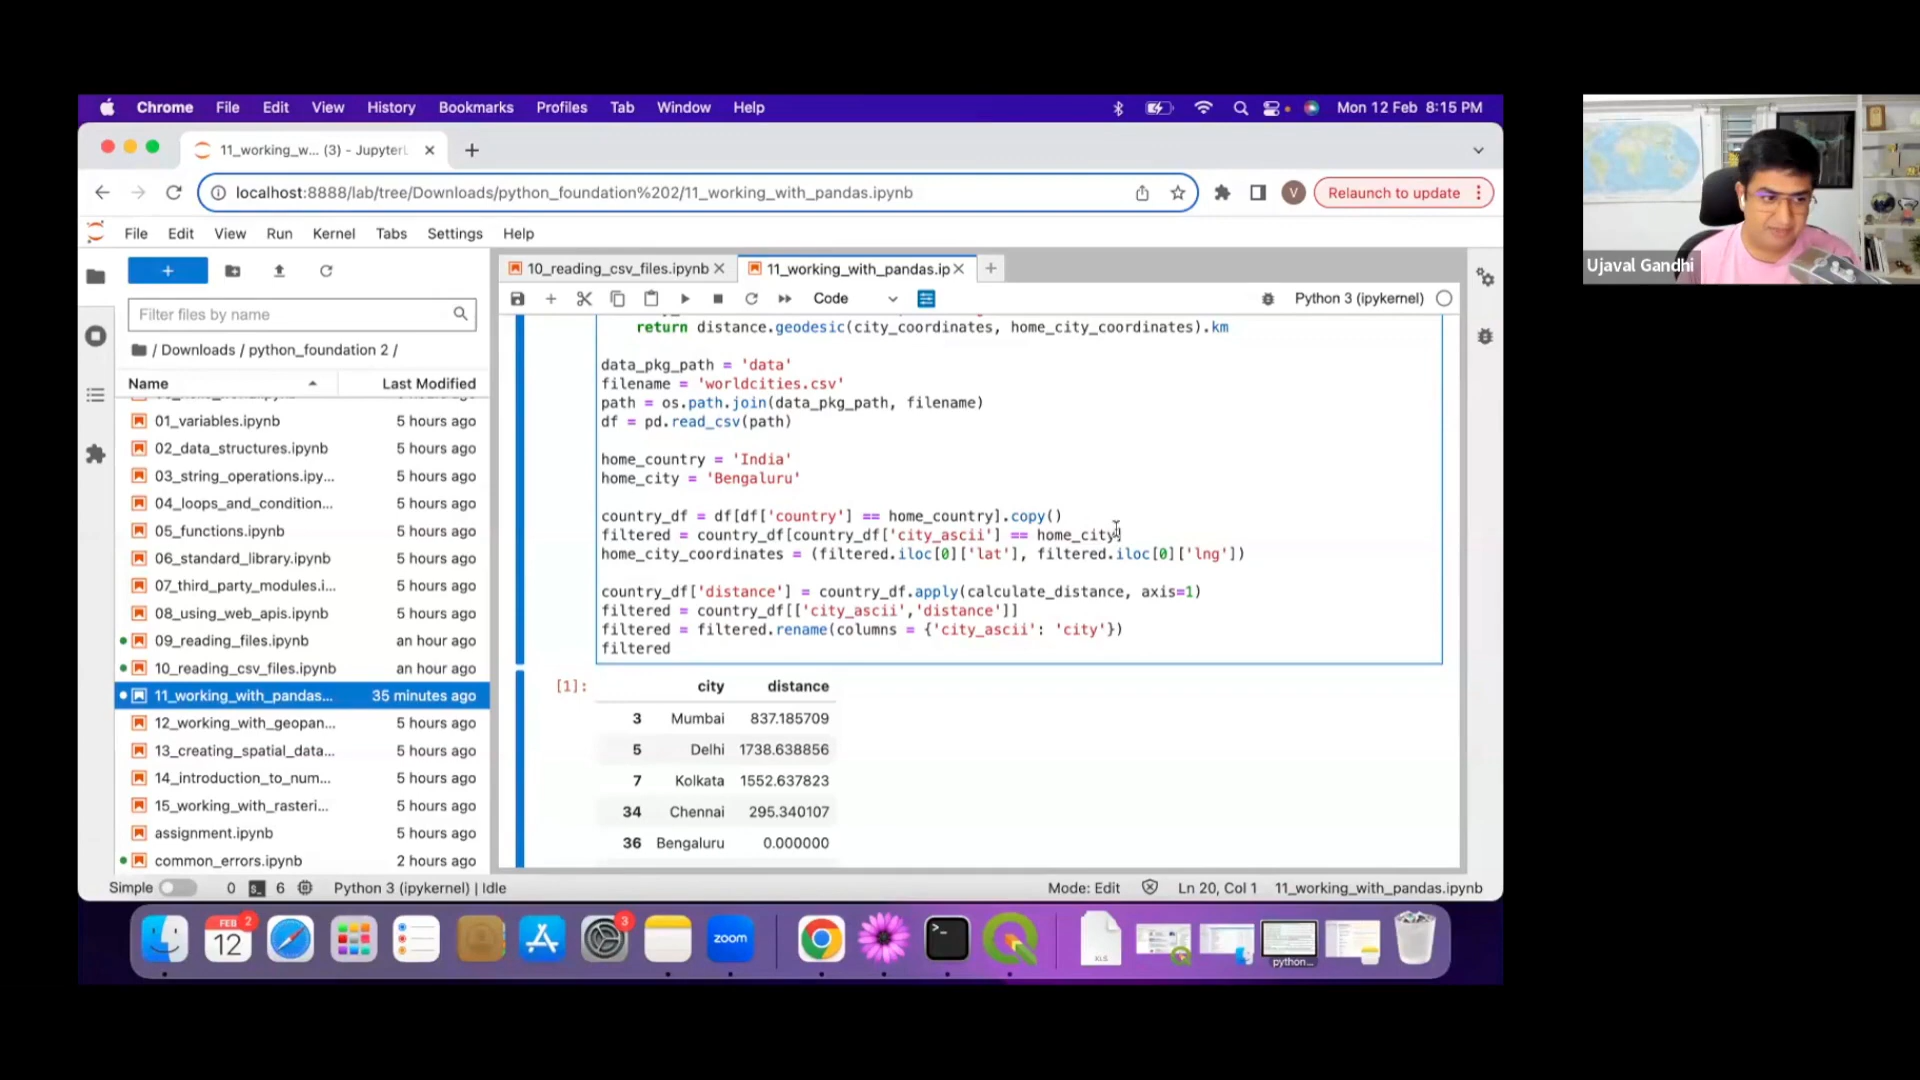 Chrome File Edit View History Bookmarks Profiles Tab Window Help
Mon 12 Feb 8:15 PM
11_working_w... (3) - JupyterL
localhost:8888/lab/tree/Downloads/python_foundation%202/11_working_with_pandas.ipynb
V
Relaunch to update
File Edit View Run Kernel Tabs Settings Help
Filter files by name
/ Downloads / python_foundation 2 /
Name Last Modified
01_variables.ipynb 5 hours ago
02_data_structures.ipynb 5 hours ago
03_string_operations.ipy... 5 hours ago
04_loops_and_condition... 5 hours ago
05_functions.ipynb 5 hours ago
06_standard_library.ipynb 5 hours ago
07_third_party_modules.i... 5 hours ago
08_using_web_apis.ipynb 5 hours ago
09_reading_files.ipynb an hour ago
10_reading_csv_files.ipynb an hour ago
11_working_with_pandas... 35 minutes ago
12_working_with_geopan... 5 hours ago
13_creating_spatial_data... 5 hours ago
14_introduction_to_num... 5 hours ago
15_working_with_rasteri... 5 hours ago
assignment.ipynb 5 hours ago
common_errors.ipynb 2 hours ago
10_reading_csv_files.ipynb
11_working_with_pandas.ip
Code
Python 3 (ipykernel)
return distance.geodesic(city_coordinates, home_city_coordinates).km
data_pkg_path = 'data'
filename = 'worldcities.csv'
path = os.path.join(data_pkg_path, filename)
df = pd.read_csv(path)
home_country = 'India'
home_city = 'Bengaluru'
country_df = df[df['country'] == home_country].copy()
filtered = country_df[country_df['city_ascii'] == home_city]
home_city_coordinates = (filtered.iloc[0]['lat'], filtered.iloc[0]['lng'])
country_df['distance'] = country_df.apply(calculate_distance, axis=1)
filtered = country_df[['city_ascii','distance']]
filtered = filtered.rename(columns = {'city_ascii': 'city'})
filtered
[1]:
city distance
3 Mumbai 837.185709
5 Delhi 1738.638856
7 Kolkata 1552.637823
34 Chennai 295.340107
36 Bengaluru 0.000000
Simple 0 6 Python 3 (ipykernel) | Idle
Mode: Edit Ln 20, Col 1 11_working_with_pandas.ipynb
FEB 2
12
3
zoom
XLS
python...
Ujaval Gandhi